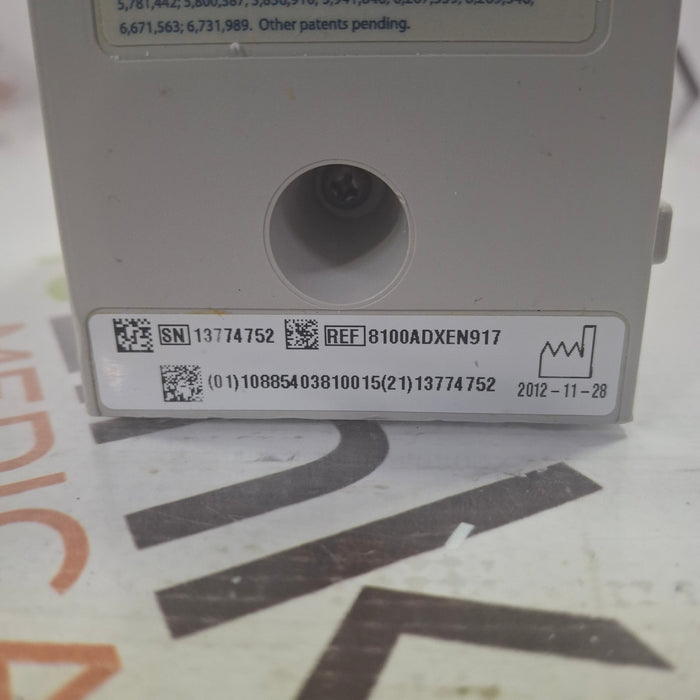 6,671,563; 6,731,989. Other patents pending.
SN 13774752 REF 8100ADXEN917
(01)10885403810015(21)13774752
2012-11-28
MEDIC